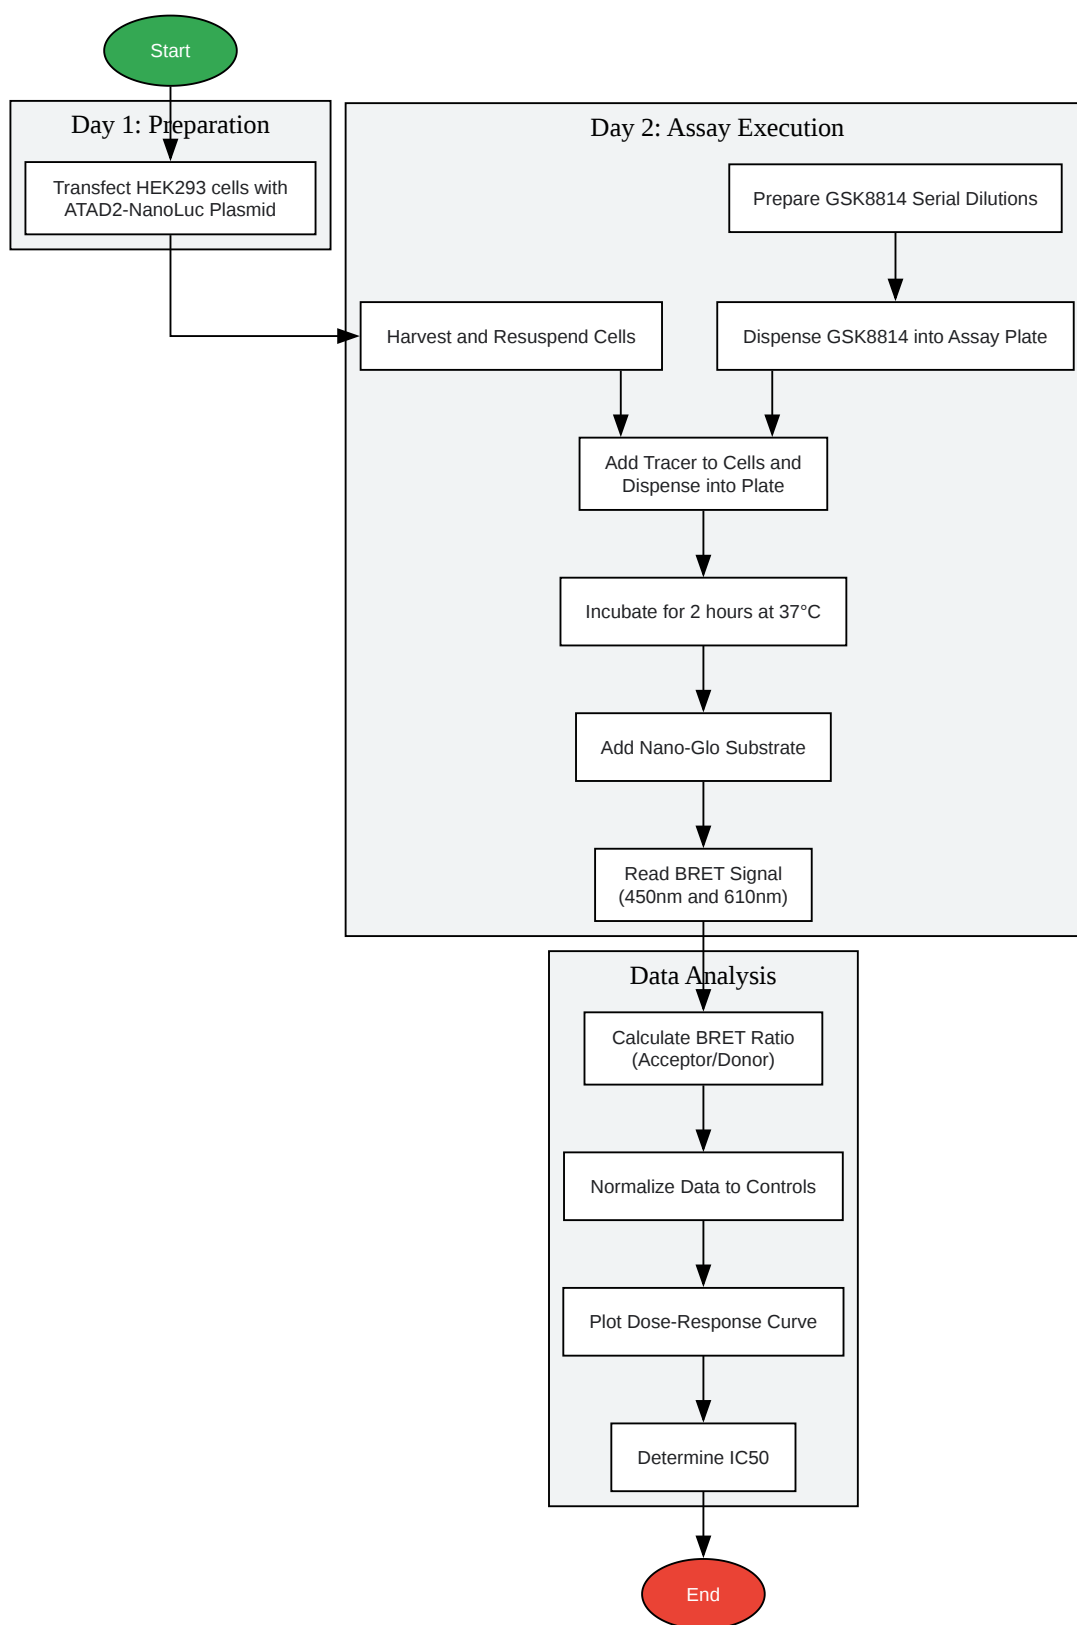 Start
Day 1: Preparation
Transfect HEK293 cells with
ATAD2-NanoLuc Plasmid
Day 2: Assay Execution
Prepare GSK8814 Serial Dilutions
Harvest and Resuspend Cells
Dispense GSK8814 into Assay Plate
Add Tracer to Cells and
Dispense into Plate
Incubate for 2 hours at 37°C
Add Nano-Glo Substrate
Read BRET Signal
(450nm and 610nm)
Data Analysis
Calculate BRET Ratio
(Acceptor/Donor)
Normalize Data to Controls
Plot Dose-Response Curve
Determine IC50
End